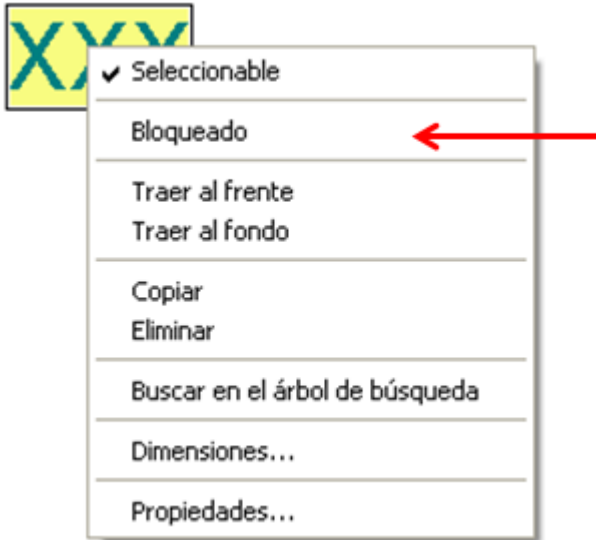 XXX
Seleccionable
Bloqueado
Traer al frente
Traer al fondo
Copiar
Eliminar
Buscar en el árbol de búsqueda
Dimensiones...
Propiedades...